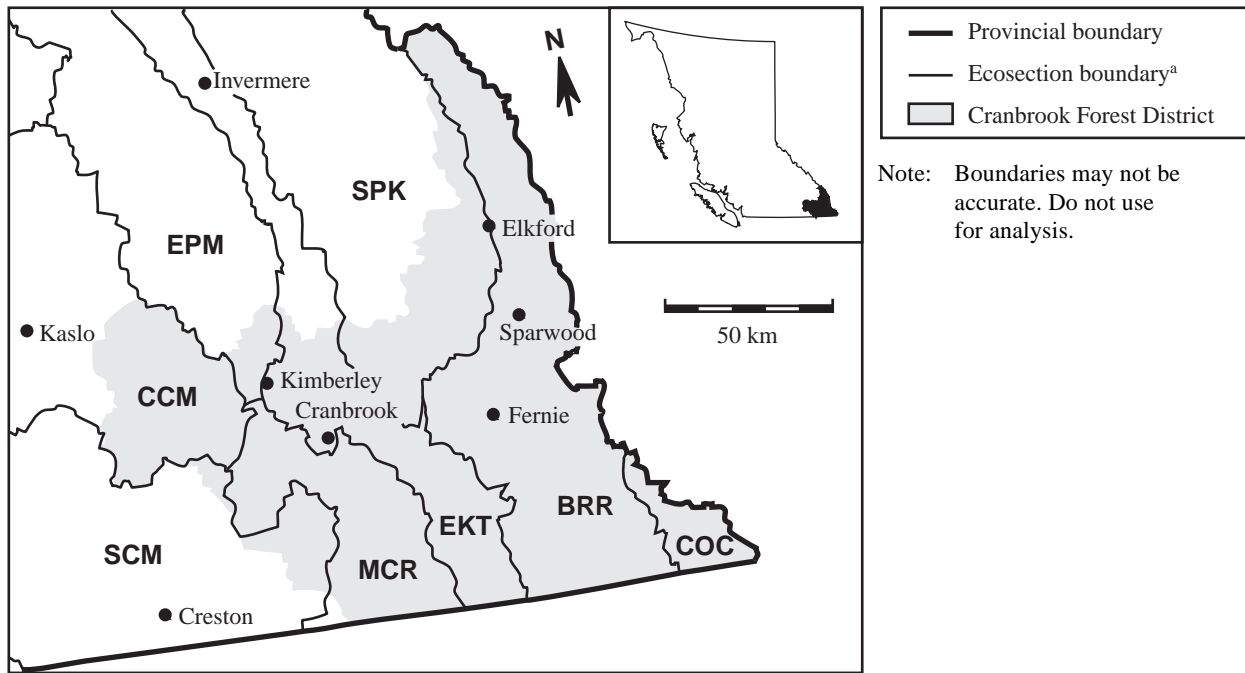 N
Invermere
SPK
Elkford
EPM
Kaslo
Sparwood
50 km
Kimberley
CCM
Cranbrook
Fernie
BRR
EKT
COC
SCM
MCR
Creston
Provincial boundary
Ecosection boundaryᵃ
Cranbrook Forest District
Note: Boundaries may not be
accurate. Do not use
for analysis.